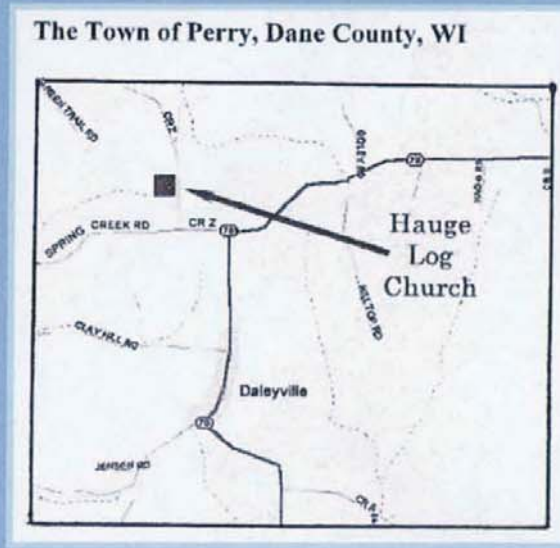 The Town of Perry, Dane County, WI
CR Z
78
SPRING CREEK RD
CR Z
78
HILLTOP RD
Hauge
Log
Church
CLAY HILL RD
Daleyville
78
JENSEN RD
CR A